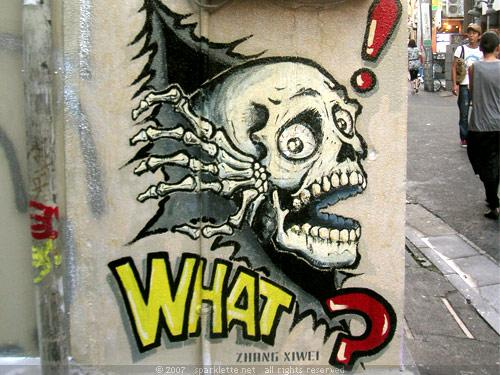 !
WHAT
?
ZHANG XIWEI
© 2007 sparklette.net all rights reserved